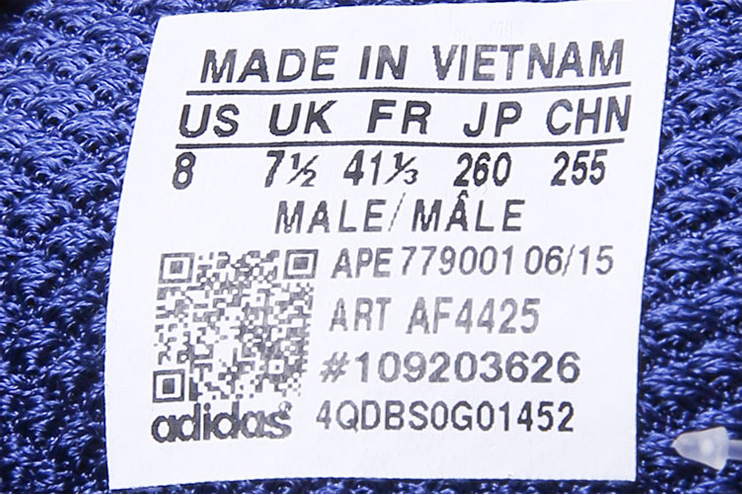 MADE IN VIETNAM
US UK FR JP CHN
8 7½ 41⅓ 260 255
MALE/MÂLE
APE 779001 06/15
ART AF4425
#109203626
adidas
4QDBS0G01452